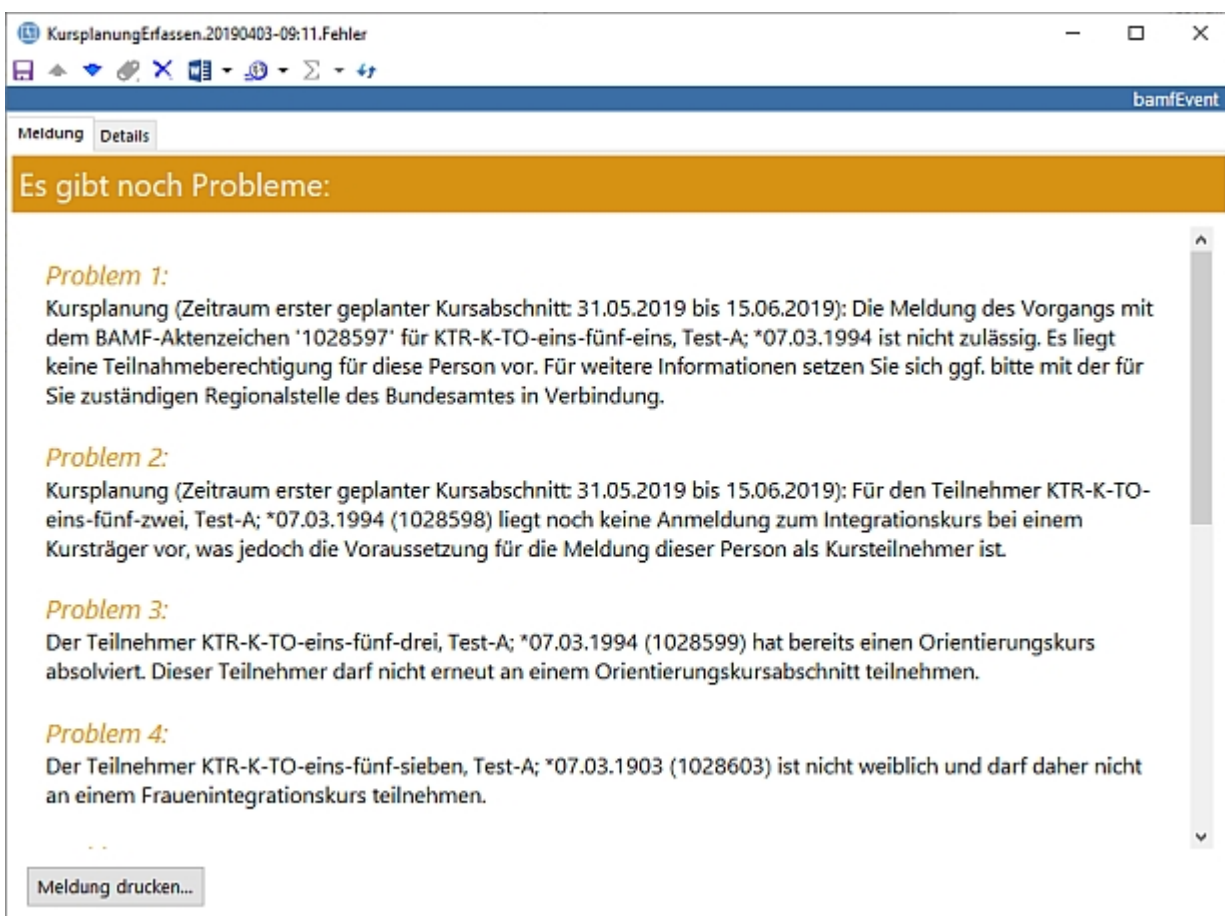 KursplanungErfassen.20190403-09:11.Fehler
bamfEvent
Meldung Details
Es gibt noch Probleme:
Problem 1:
Kursplanung (Zeitraum erster geplanter Kursabschnitt: 31.05.2019 bis 15.06.2019): Die Meldung des Vorgangs mit
dem BAMF-Aktenzeichen '1028597' für KTR-K-TO-eins-fünf-eins, Test-A; *07.03.1994 ist nicht zulässig. Es liegt
keine Teilnahmeberechtigung für diese Person vor. Für weitere Informationen setzen Sie sich ggf. bitte mit der für
Sie zuständigen Regionalstelle des Bundesamtes in Verbindung.
Problem 2:
Kursplanung (Zeitraum erster geplanter Kursabschnitt: 31.05.2019 bis 15.06.2019): Für den Teilnehmer KTR-K-TO-
eins-fünf-zwei, Test-A; *07.03.1994 (1028598) liegt noch keine Anmeldung zum Integrationskurs bei einem
Kursträger vor, was jedoch die Voraussetzung für die Meldung dieser Person als Kursteilnehmer ist.
Problem 3:
Der Teilnehmer KTR-K-TO-eins-fünf-drei, Test-A; *07.03.1994 (1028599) hat bereits einen Orientierungskurs
absolviert. Dieser Teilnehmer darf nicht erneut an einem Orientierungskursabschnitt teilnehmen.
Problem 4:
Der Teilnehmer KTR-K-TO-eins-fünf-sieben, Test-A; *07.03.1903 (1028603) ist nicht weiblich und darf daher nicht
an einem Frauenintegrationskurs teilnehmen.
Meldung drucken...